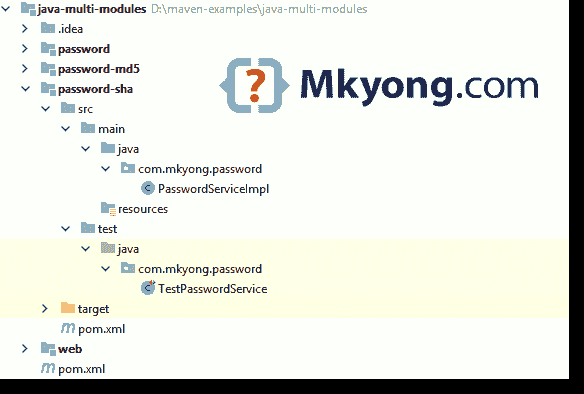 java-multi-modules D:\maven-examples\java-multi-modules
.idea
password
password-md5
password-sha
Mkyong.com
src
main
java
com.mkyong.password
PasswordServiceImpl
resources
test
java
com.mkyong.password
TestPasswordService
target
pom.xml
web
pom.xml